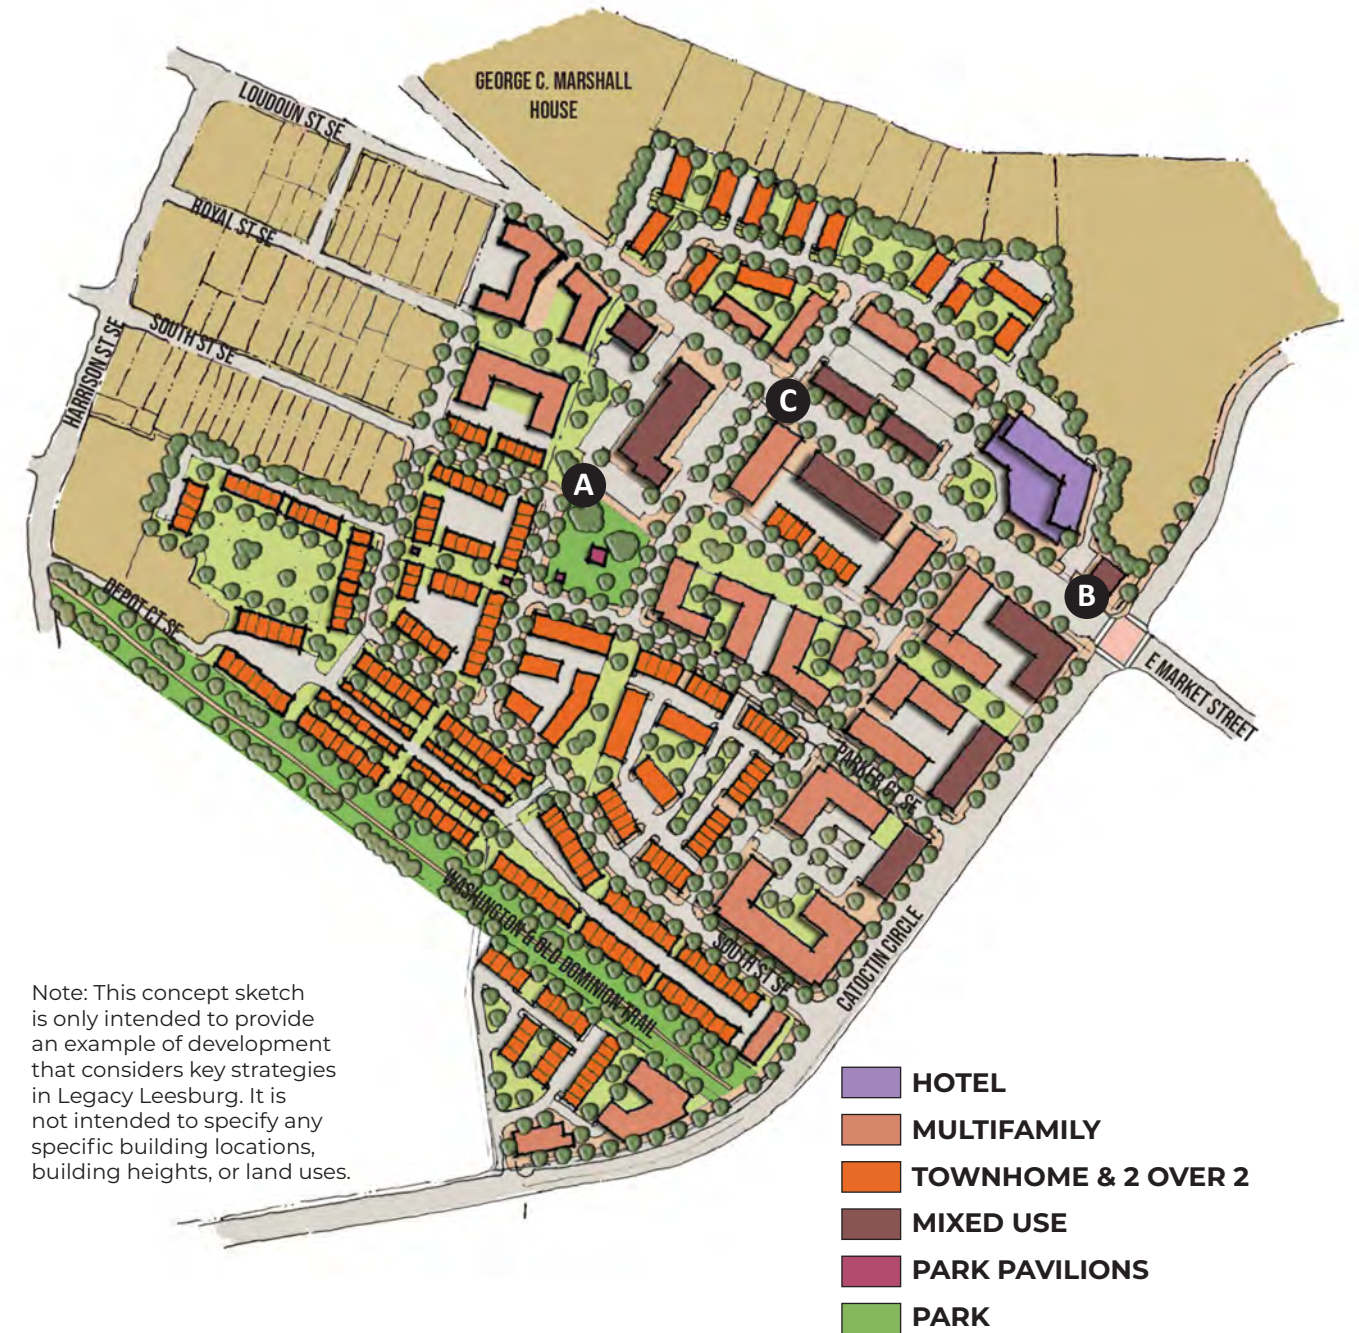 GEORGE C. MARSHALL
HOUSE
LOUDOUN ST SE
ROYAL ST SE
SOUTH ST SE
HARRISON ST SE
DEPOT CT SE
A
B
C
E MARKET STREET
PARKER CT SE
WASHINGTON & OLD DOMINION TRAIL
SOUTH ST SE
CATOCTIN CIRCLE
Note: This concept sketch
is only intended to provide
an example of development
that considers key strategies
in Legacy Leesburg. It is
not intended to specify any
specific building locations,
building heights, or land uses.
HOTEL
MULTIFAMILY
TOWNHOME & 2 OVER 2
MIXED USE
PARK PAVILIONS
PARK